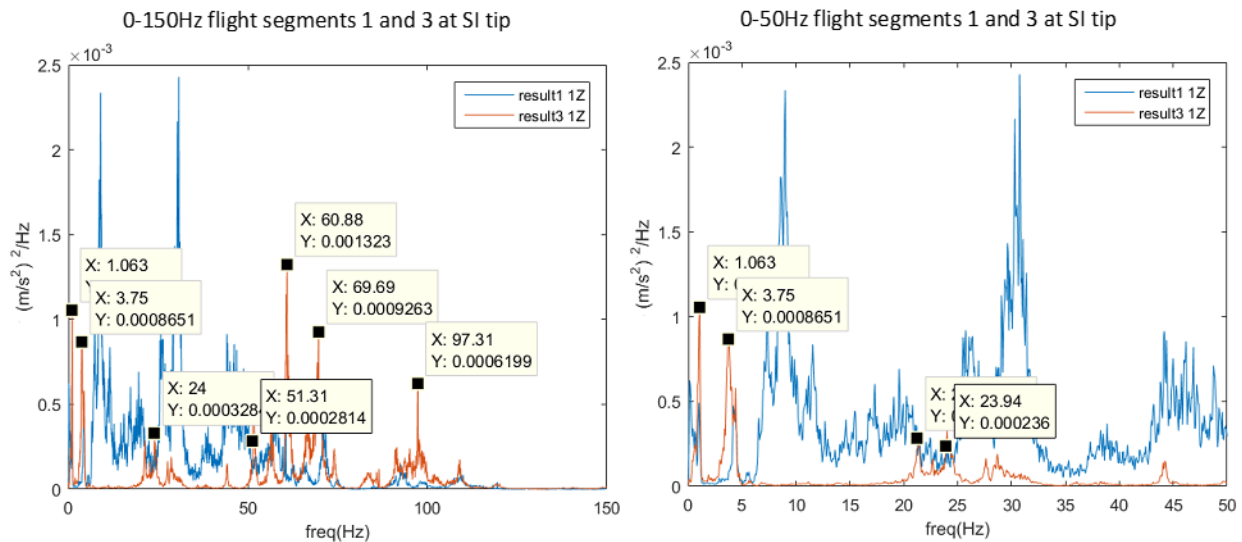 0-150Hz flight segments 1 and 3 at SI tip
×10⁻³
2.5
2
1.5
1
0.5
0
(m/s²) ²/Hz
result1 1Z
result3 1Z
X: 1.063
Y
X: 3.75
Y: 0.0008651
X: 24
Y: 0.000328
X: 51.31
Y: 0.0002814
X: 60.88
Y: 0.001323
X: 69.69
Y: 0.0009263
X: 97.31
Y: 0.0006199
0 50 100 150
freq(Hz)
0-50Hz flight segments 1 and 3 at SI tip
×10⁻³
2.5
2
1.5
1
0.5
0
(m/s²) ²/Hz
result1 1Z
result3 1Z
X: 1.063
Y: 0
X: 3.75
Y: 0.0008651
X: 2
Y: 
X: 23.94
Y: 0.000236
0 5 10 15 20 25 30 35 40 45 50
freq(Hz)